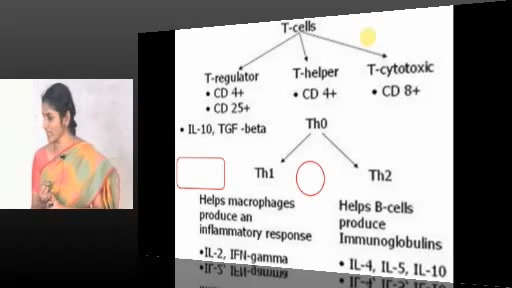 T-cells
T-regulator
• CD 4+
• CD 25+
• IL-10, TGF -beta
T-helper
• CD 4+
T-cytotoxic
• CD 8+
Th0
Th1
Th2
Helps macrophages
produce an
inflammatory response
•IL-2, IFN-gamma
Helps B-cells
produce
Immunoglobulins
• IL-4, IL-5, IL-10